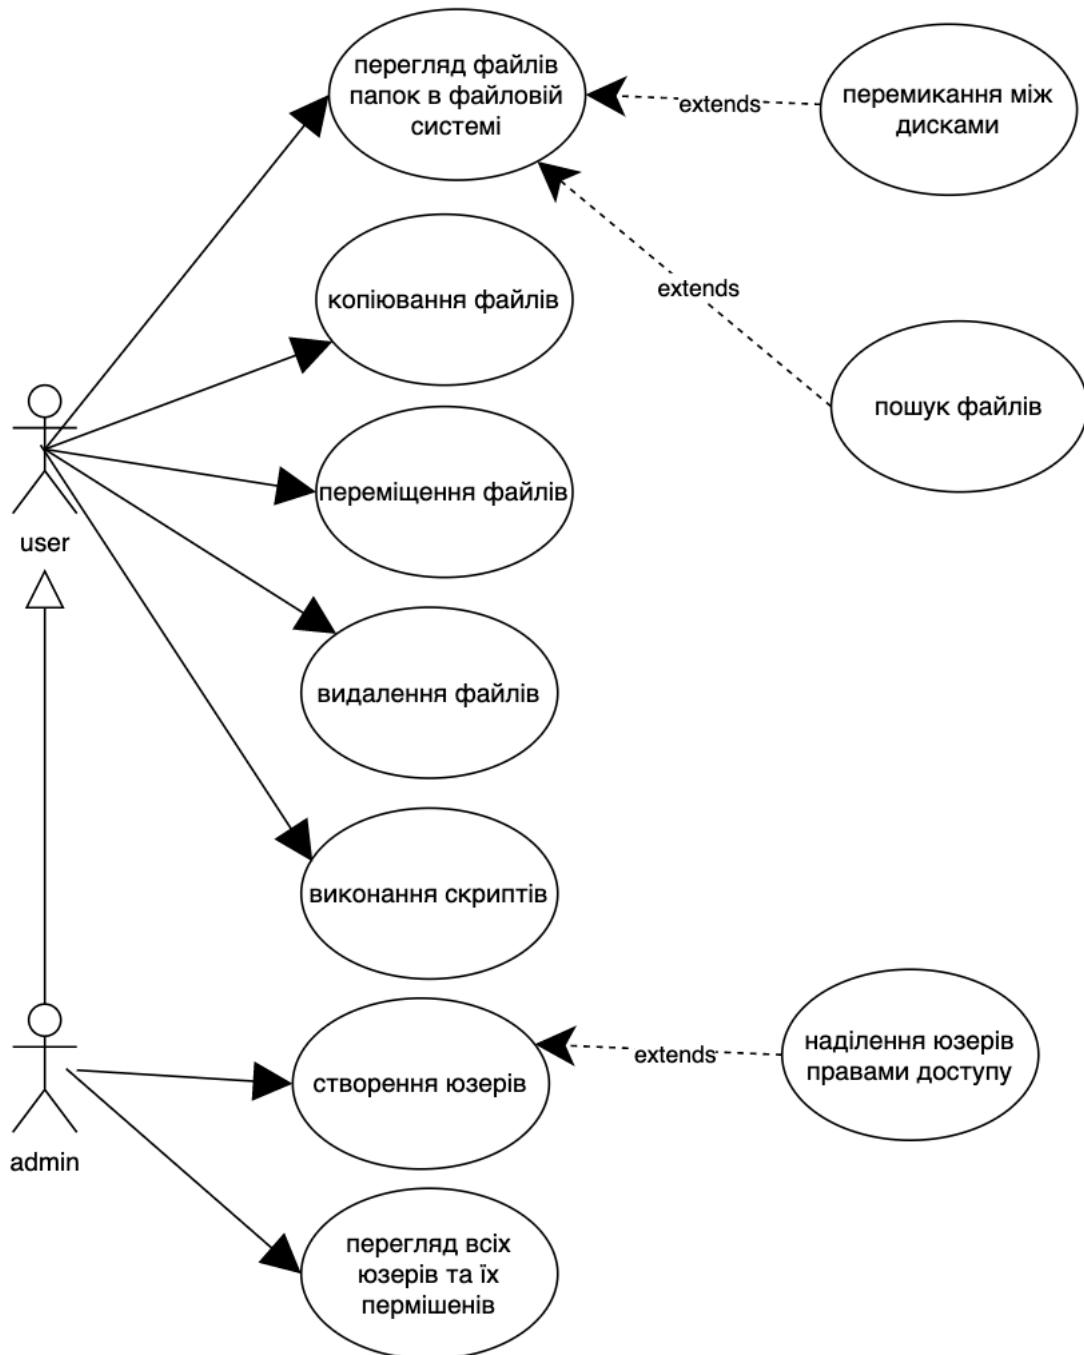 перегляд файлів
папок в файловій
системі
extends
перемикання між
дисками
копіювання файлів
extends
пошук файлів
переміщення файлів
user
видалення файлів
виконання скриптів
створення юзерів
extends
наділення юзерів
правами доступу
admin
перегляд всіх
юзерів та їх
пермішенів